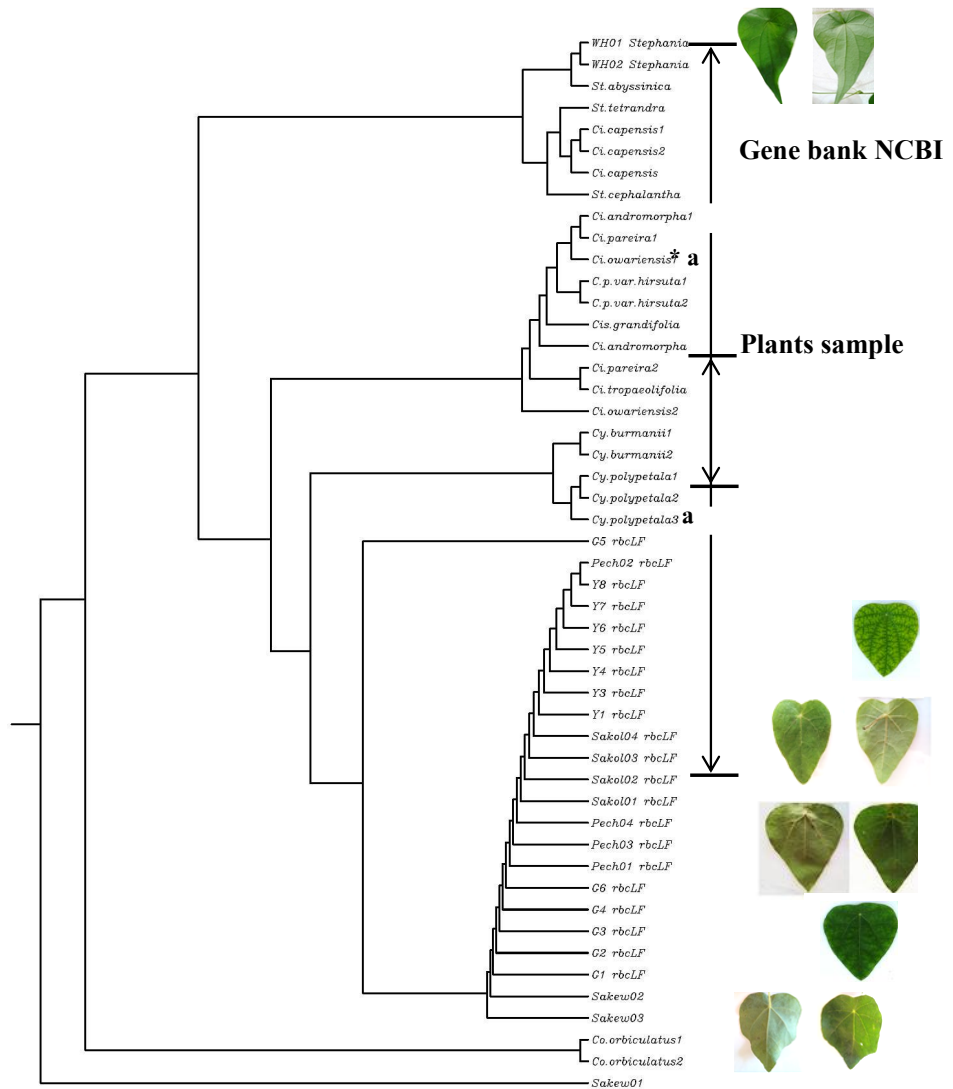 WH01 Stephania
WH02 Stephania
St.abyssinica
St.tetrandra
Ci.capensis1
Gene bank NCBI
Ci.capensis2
Ci.capensis
St.cephalantha
Ci.andromorpha1
Ci.pareira1
Ci.owariensis1 * a
C.p.var.hirsuta1
C.p.var.hirsuta2
Cis.grandifolia
Ci.andromorpha
Plants sample
Ci.pareira2
Ci.tropaeolifolia
Ci.owariensis2
Cy.burmanii1
Cy.burmanii2
Cy.polypetala1
Cy.polypetala2
Cy.polypetala3 a
G5 rbcLF
Pech02 rbcLF
Y8 rbcLF
Y7 rbcLF
Y6 rbcLF
Y5 rbcLF
Y4 rbcLF
Y3 rbcLF
Y1 rbcLF
Sakol04 rbcLF
Sakol03 rbcLF
Sakol02 rbcLF
Sakol01 rbcLF
Pech04 rbcLF
Pech03 rbcLF
Pech01 rbcLF
G6 rbcLF
G4 rbcLF
G3 rbcLF
G2 rbcLF
G1 rbcLF
Sakew02
Sakew03
Co.orbiculatus1
Co.orbiculatus2
Sakew01